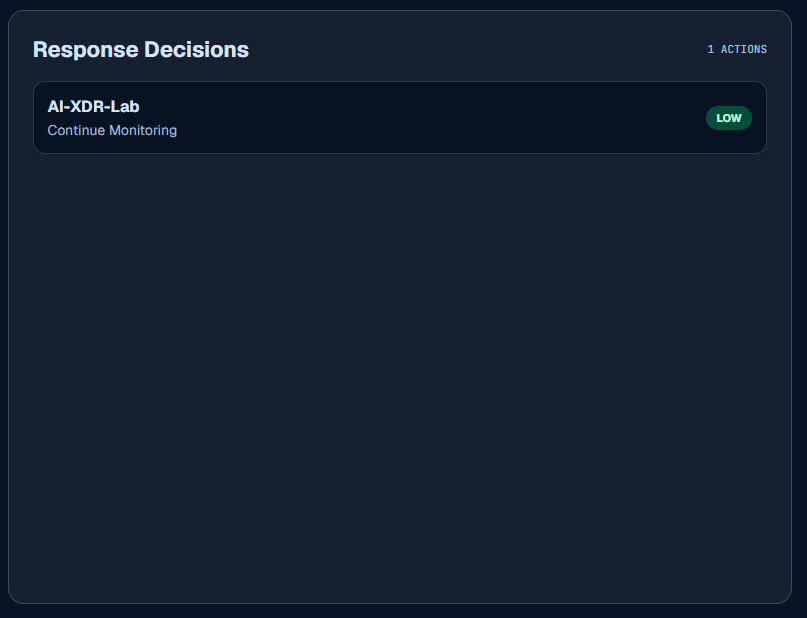 Response Decisions
1 ACTIONS
AI-XDR-Lab
Continue Monitoring
LOW